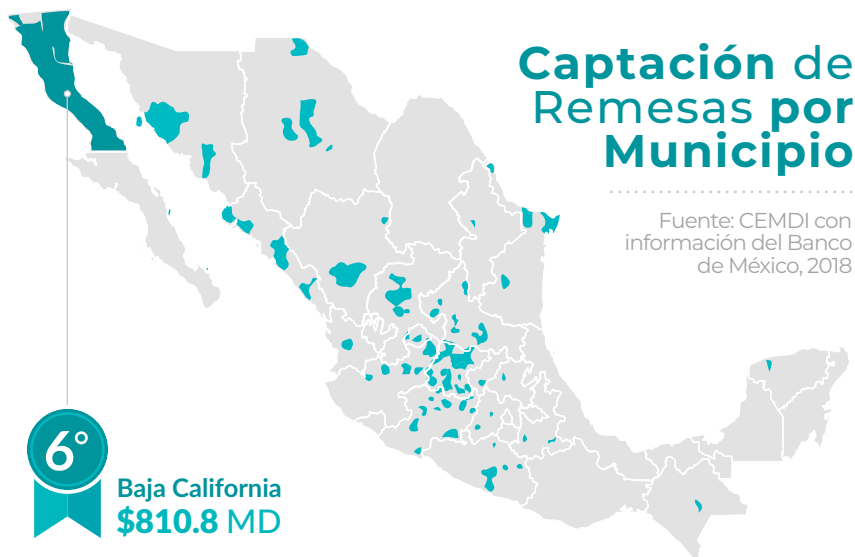 Captación de
Remesas por
Municipio
Fuente: CEMDI con
información del Banco
de México, 2018
6°
Baja California
$810.8 MD